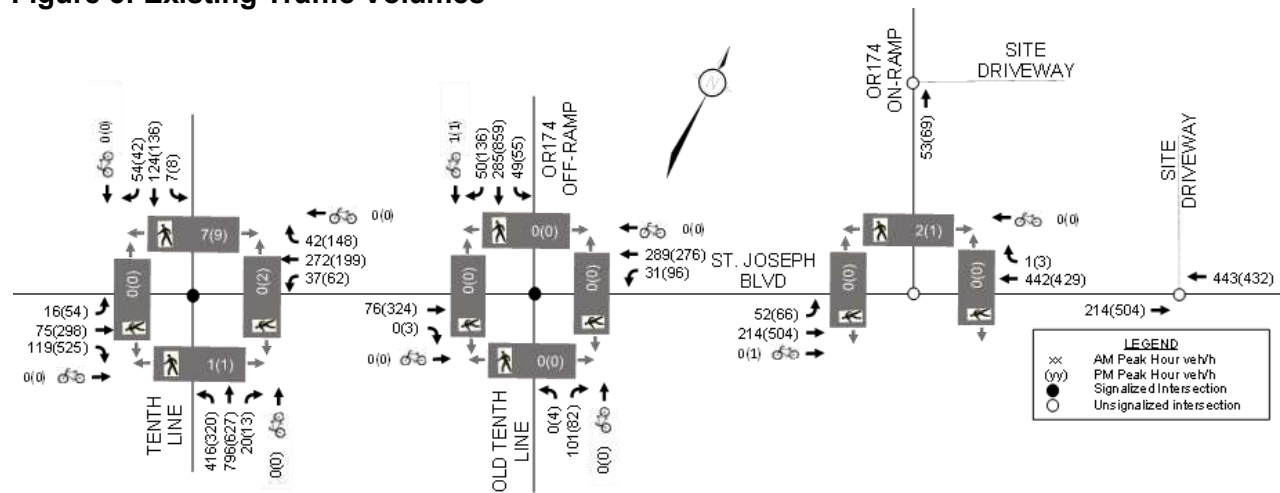 Figure 3: Existing Traffic Volumes
0(0)
54(42)
124(136)
7(8)
7(9)
0(0)
42(148)
272(199)
37(62)
0(0)
0(2)
16(54)
75(298)
119(525)
0(0)
1(1)
TENTH
LINE
416(320)
796(627)
20(13)
0(0)
1(1)
50(136)
285(859)
49(55)
OR174
OFF-RAMP
0(0)
0(0)
289(276)
31(96)
0(0)
0(0)
76(324)
0(3)
0(0)
0(0)
OLD TENTH
LINE
0(4)
101(82)
0(0)
N
ST. JOSEPH
BLVD
OR174
ON-RAMP
SITE
DRIVEWAY
53(69)
2(1)
0(0)
1(3)
442(429)
0(0)
0(0)
52(66)
214(504)
0(1)
SITE
DRIVEWAY
443(432)
214(504)
LEGEND
xx AM Peak Hour veh/h
(yy) PM Peak Hour veh/h
Signalized Intersection
Unsignalized intersection